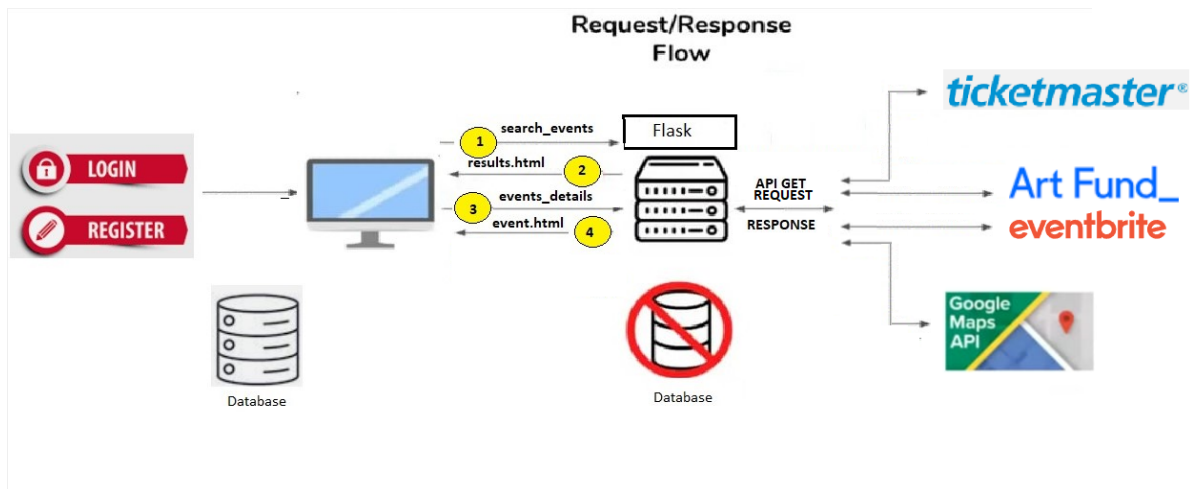 Request/Response
Flow
LOGIN
REGISTER
1
search_events
results.html
2
3
events_details
event.html
4
Flask
API GET
REQUEST
RESPONSE
ticketmaster®
Art Fund_
eventbrite
Google
Maps
API
Database
Database